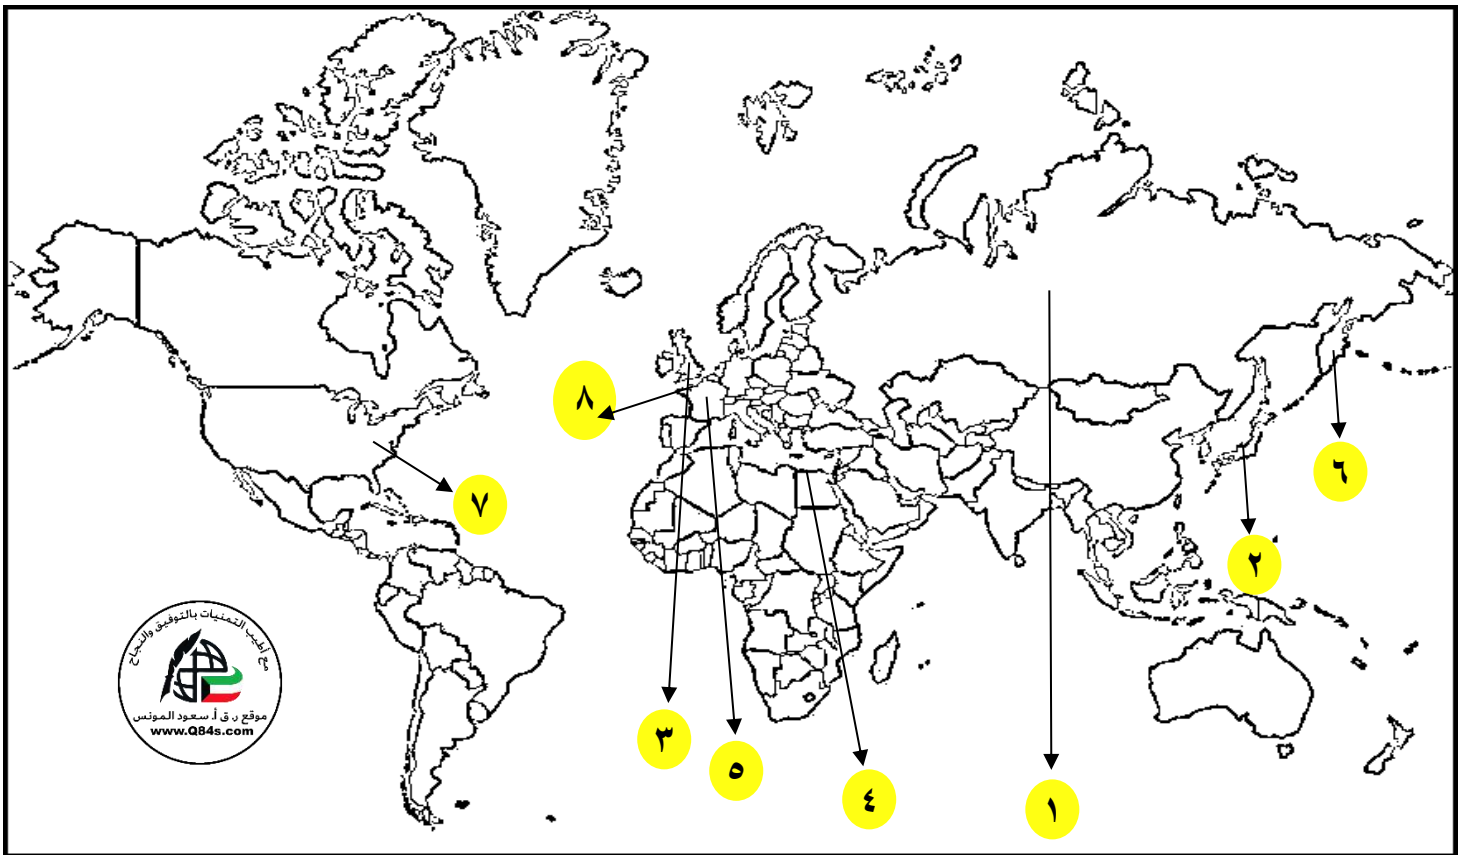 ٨
٧
٦
٢
٣
٥
٤
١
مع أطيب التمنيات بالتوفيق والنجاح
موقع ر. ق أ. سعود المونس
www.Q84s.com